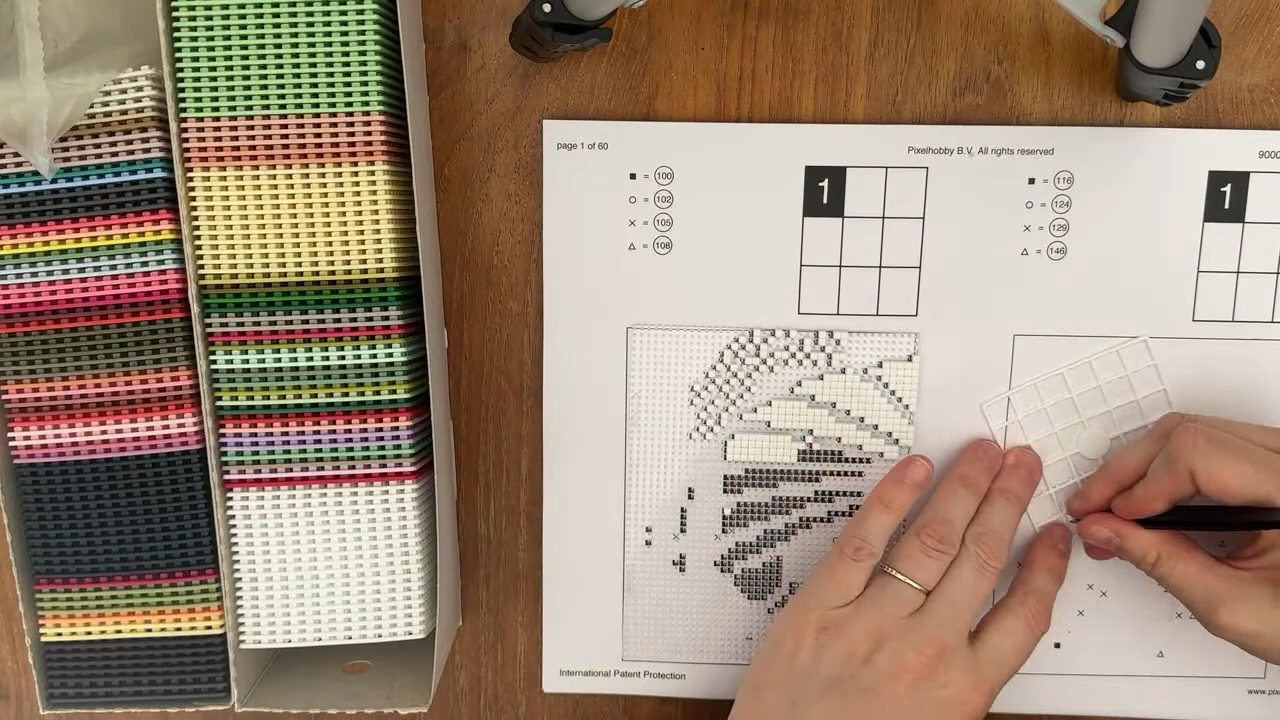 page 1 of 60
Pixelhobby B.V. All rights reserved
9000
■ = 100
○ = 102
× = 105
△ = 108
1
■ = 116
○ = 124
× = 129
△ = 146
1
International Patent Protection
www.pix